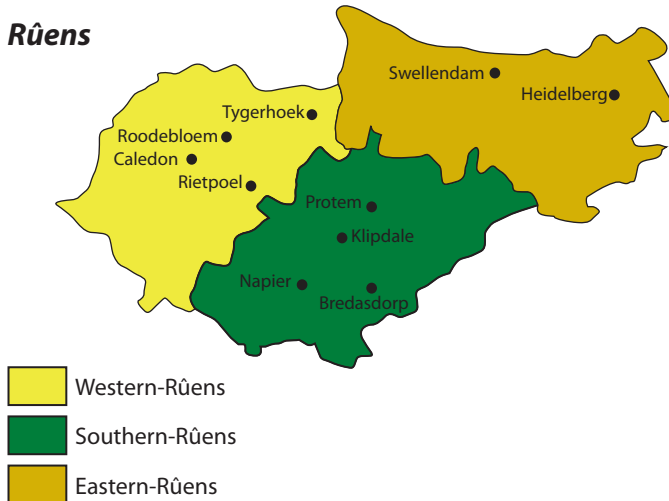 Rûens
Swellendam
Heidelberg
Tygerhoek
Roodebloem
Caledon
Rietpoel
Protem
Klipdale
Napier
Bredasdorp
Western-Rûens
Southern-Rûens
Eastern-Rûens